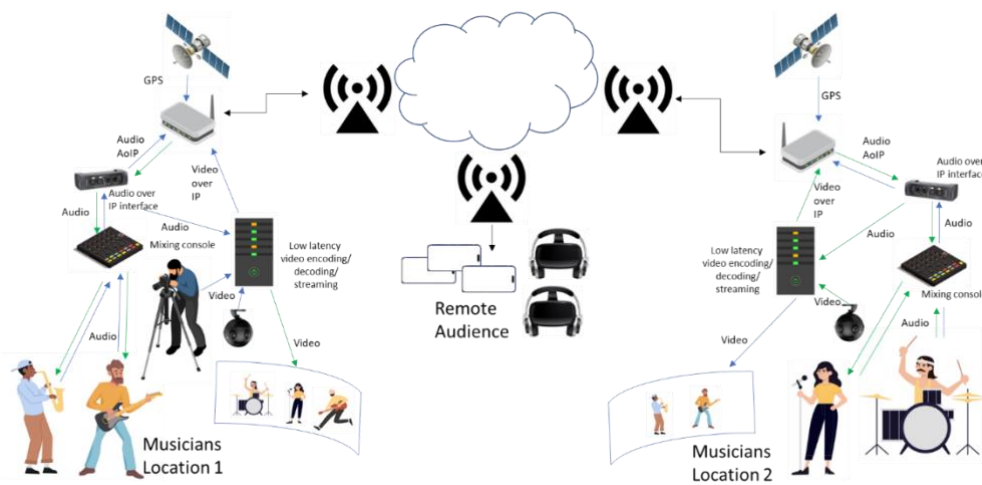 GPS
Audio
AoIP
Video
over
IP
Audio over
IP interface
Audio
Audio
Mixing console
Low latency
video encoding/
decoding/
streaming
Video
Audio
Video
Musicians
Location 1
Remote
Audience
GPS
Audio
AoIP
Audio over
IP interface
Video
over
IP
Audio
Audio
Low latency
video encoding/
decoding/
streaming
Mixing console
Video
Audio
Video
Musicians
Location 2